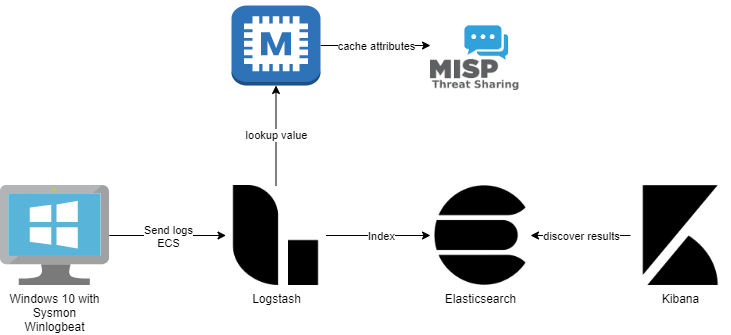 M
cache attributes
MISP
Threat Sharing
lookup value
Send logs
ECS
Index
discover results
Windows 10 with
Sysmon
Winlogbeat
Logstash
Elasticsearch
Kibana